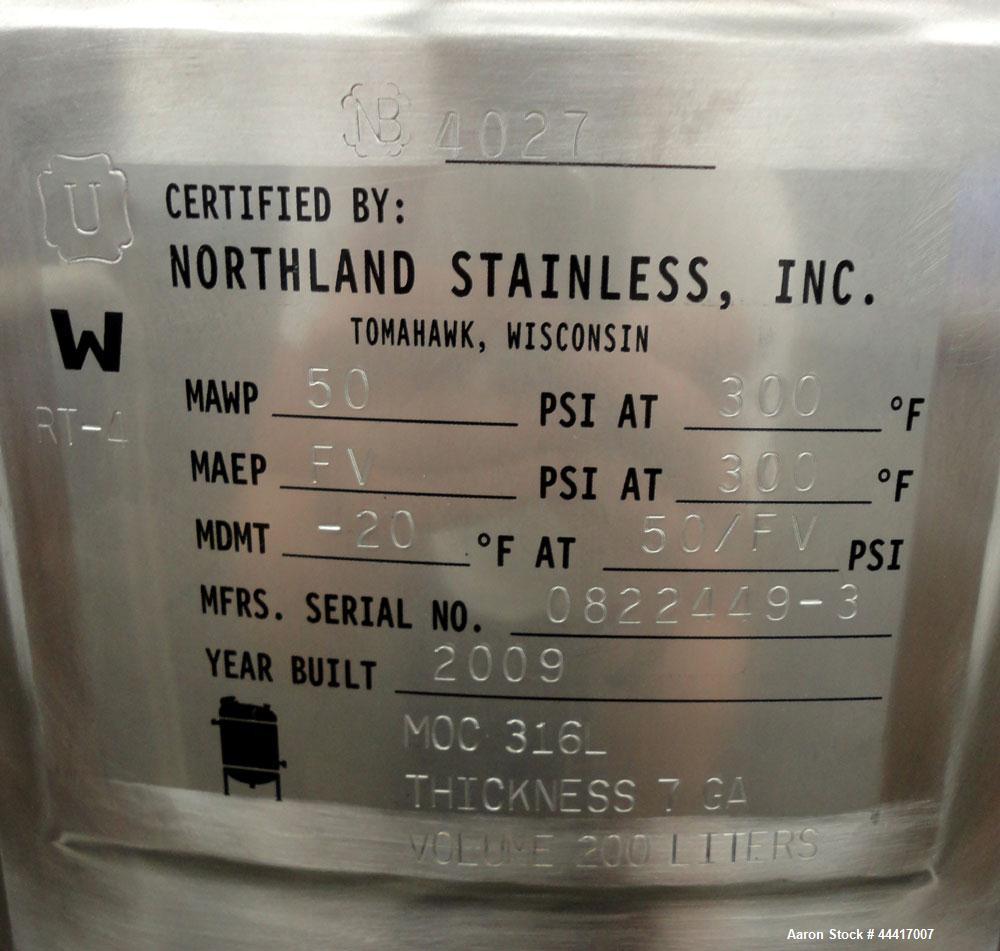 NB 4027
U
CERTIFIED BY:
NORTHLAND STAINLESS, INC.
TOMAHAWK, WISCONSIN
W
RT-4
MAWP 50 PSI AT 300 °F
MAEP FV PSI AT 300 °F
MDMT -20 °F AT 50/FV PSI
MFRS. SERIAL NO. 0822449-3
YEAR BUILT 2009
MOC 316L
THICKNESS 7 GA
VOLUME 200 LITERS
Aaron Stock # 44417007